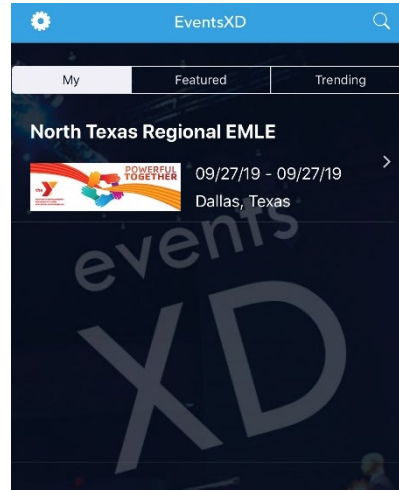 EventsXD
My
Featured
Trending
North Texas Regional EMLE
POWERFUL
TOGETHER
09/27/19 - 09/27/19
Dallas, Texas
events
XD